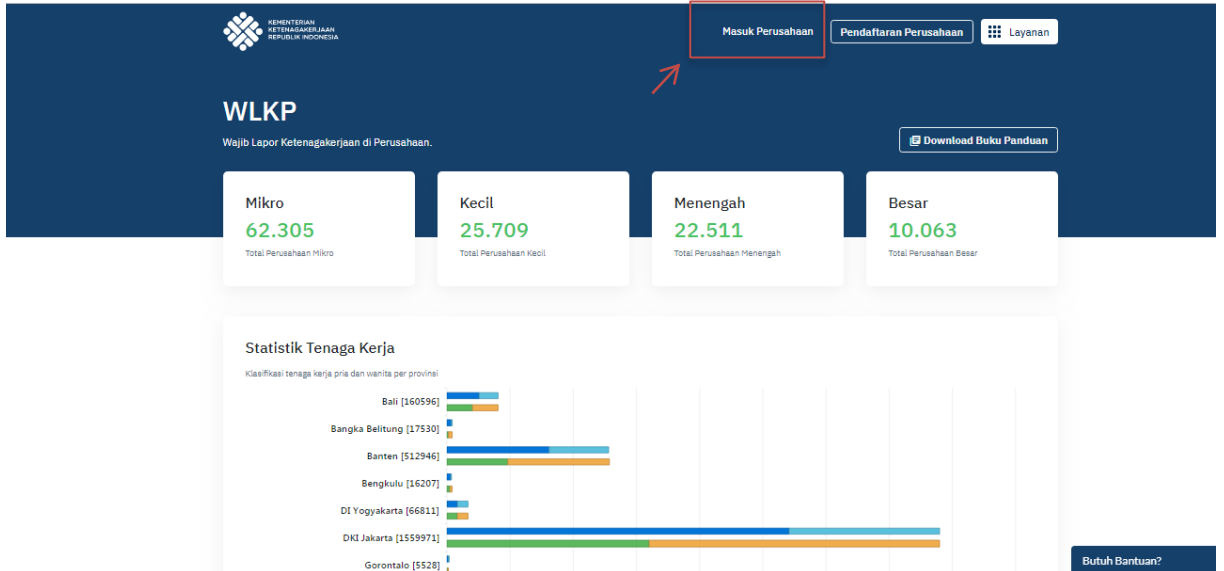 KEMENTERIAN
KETENAGAKERJAAN
REPUBLIK INDONESIA
Masuk Perusahaan
Pendaftaran Perusahaan
Layanan
WLKP
Wajib Lapor Ketenagakerjaan di Perusahaan.
Download Buku Panduan
Mikro
62.305
Total Perusahaan Mikro
Kecil
25.709
Total Perusahaan Kecil
Menengah
22.511
Total Perusahaan Menengah
Besar
10.063
Total Perusahaan Besar
Statistik Tenaga Kerja
Klasifikasi tenaga kerja pria dan wanita per provinsi
Bali [160596]
Bangka Belitung [17530]
Banten [512946]
Bengkulu [16207]
DI Yogyakarta [66811]
DKI Jakarta [1559971]
Gorontalo [5528]
Butuh Bantuan?